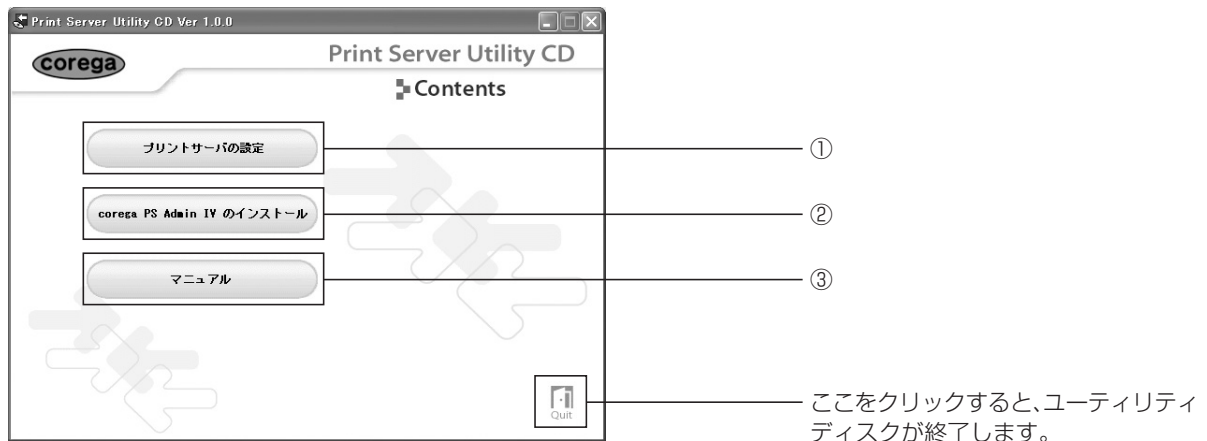 Print Server Utility CD Ver 1.0.0
corega
Print Server Utility CD
Contents
プリントサーバの設定
①
corega PS Admin IV のインストール
②
マニュアル
③
Quit
ここをクリックすると、ユーティリティ
ディスクが終了します。